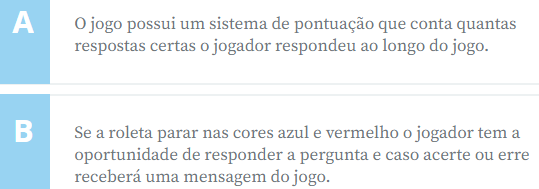 A
O jogo possui um sistema de pontuação que conta quantas
respostas certas o jogador respondeu ao longo do jogo.
B
Se a roleta parar nas cores azul e vermelho o jogador tem a
oportunidade de responder a pergunta e caso acerte ou erre
receberá uma mensagem do jogo.